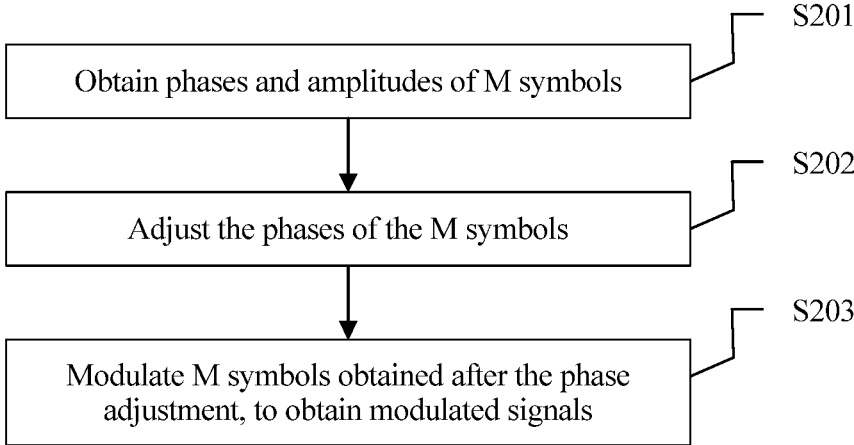 S201
Obtain phases and amplitudes of M symbols
S202
Adjust the phases of the M symbols
S203
Modulate M symbols obtained after the phase
adjustment, to obtain modulated signals